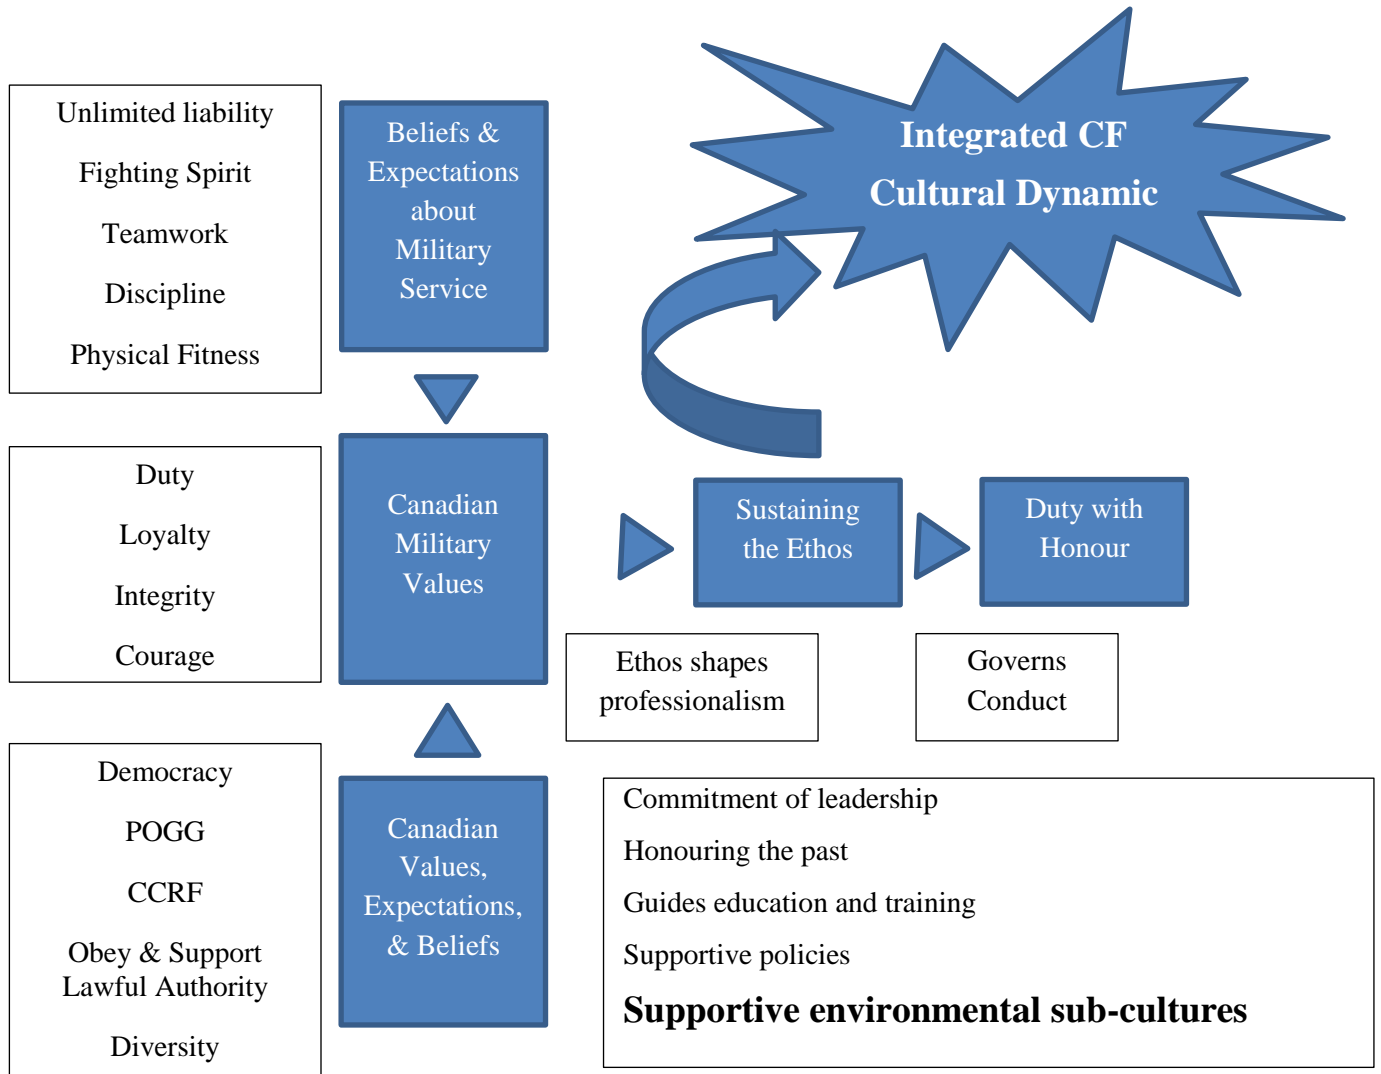 Unlimited liability
Fighting Spirit
Teamwork
Discipline
Physical Fitness
Beliefs &
Expectations
about
Military
Service
Integrated CF
Cultural Dynamic
Duty
Loyalty
Integrity
Courage
Canadian
Military
Values
Sustaining
the Ethos
Duty with
Honour
Ethos shapes
professionalism
Governs
Conduct
Democracy
POGG
CCRF
Obey & Support
Lawful Authority
Diversity
Canadian
Values,
Expectations,
& Beliefs
Commitment of leadership
Honouring the past
Guides education and training
Supportive policies
Supportive environmental sub-cultures